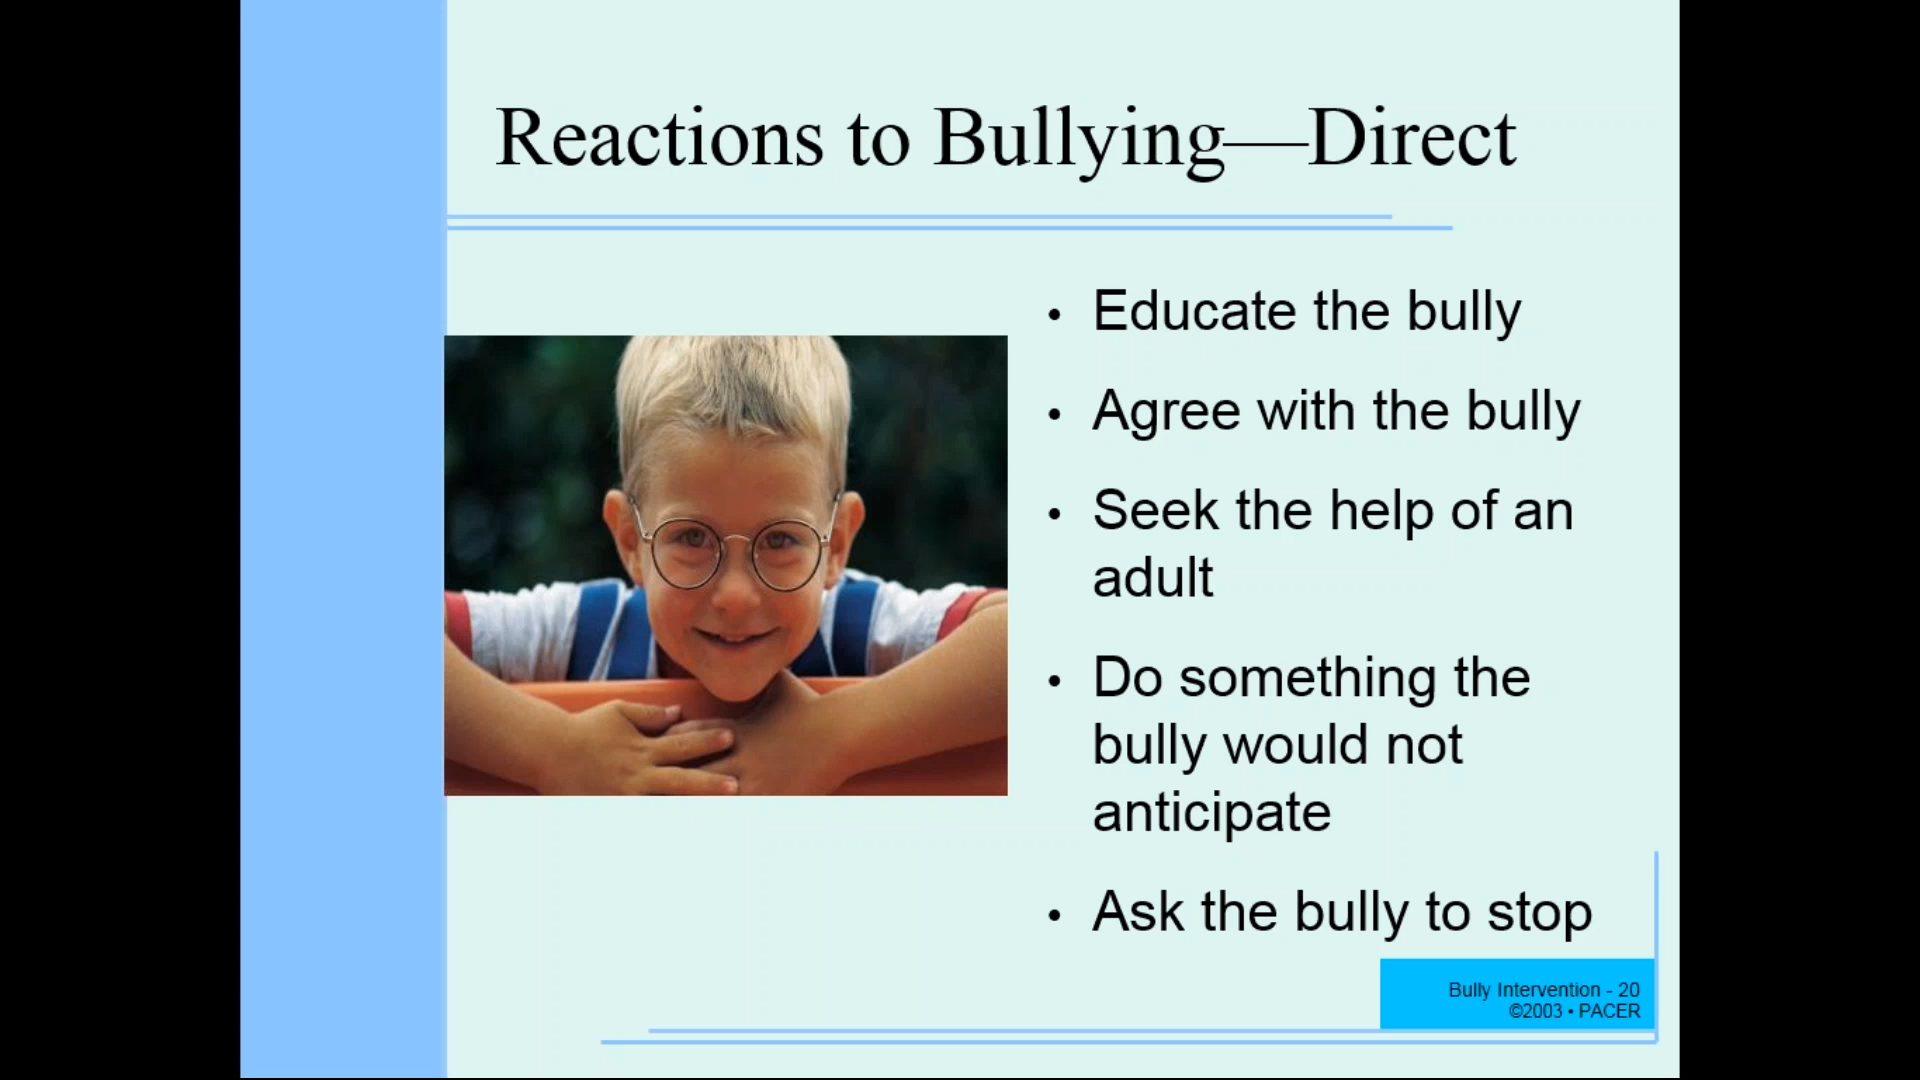 Reactions to Bullying—Direct
• Educate the bully
• Agree with the bully
• Seek the help of an
adult
• Do something the
bully would not
anticipate
• Ask the bully to stop
Bully Intervention - 20
©2003 • PACER